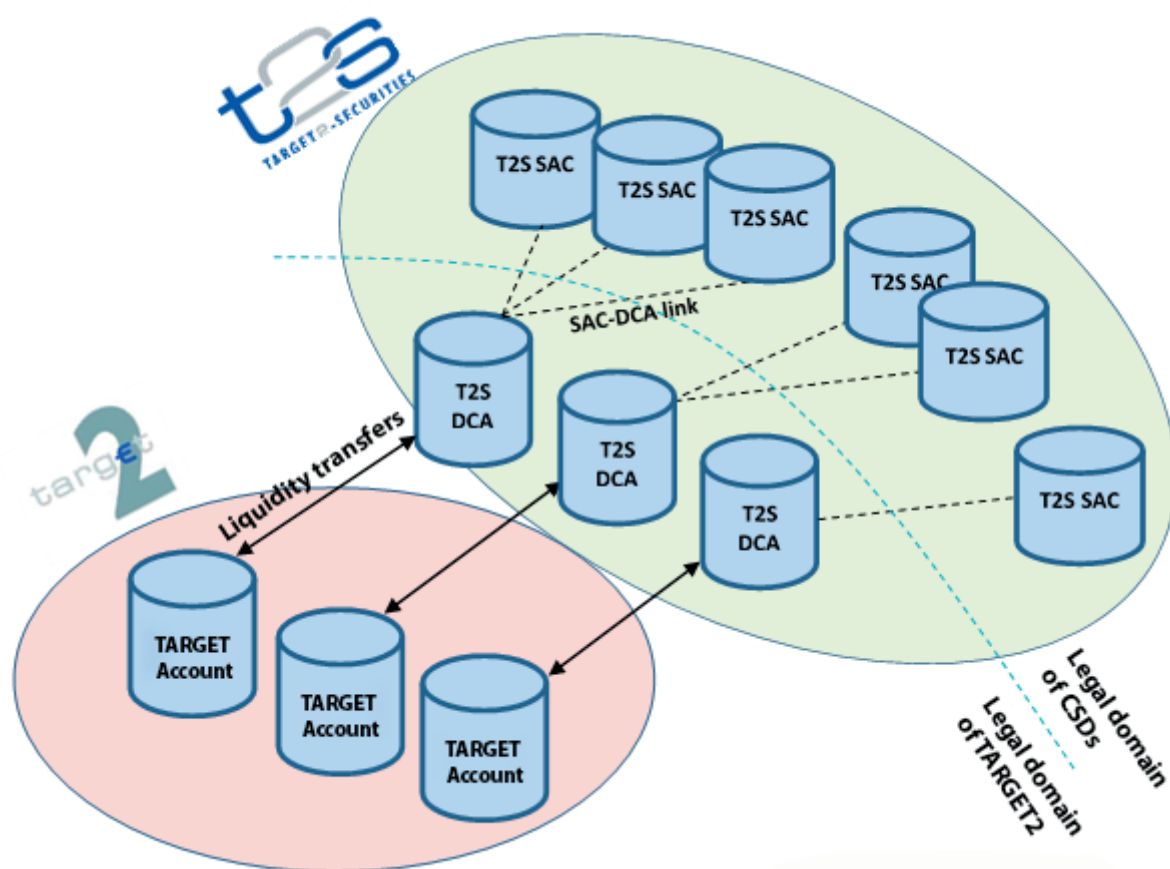 t2s
TARGET2-SECURITIES
T2S SAC
T2S SAC
T2S SAC
T2S SAC
T2S SAC
T2S SAC
SAC-DCA link
T2S
DCA
T2S
DCA
T2S
DCA
target
2
Liquidity transfers
TARGET
Account
TARGET
Account
TARGET
Account
Legal domain
of CSDs
Legal domain
of TARGET2